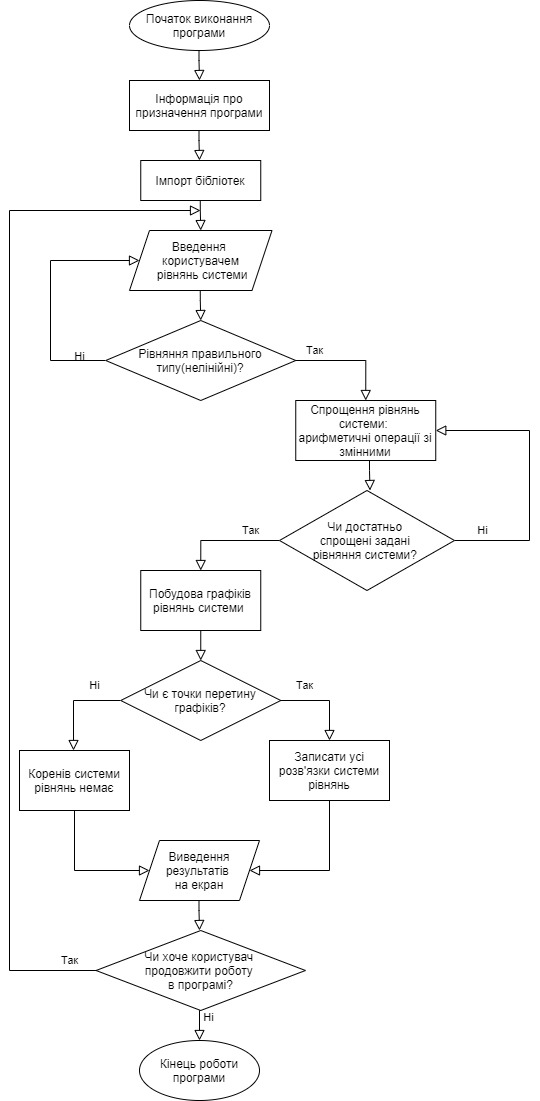 Початок виконання
програми
Інформація про
призначення програми
Імпорт бібліотек
Введення
користувачем
рівнянь системи
Рівняння правильного
типу(нелінійні)?
Ні
Так
Спрощення рівнянь
системи:
арифметичні операції зі
змінними
Чи достатньо
спрощені задані
рівняння системи?
Так
Ні
Побудова графіків
рівнянь системи
Чи є точки перетину
графіків?
Ні
Так
Коренів системи
рівнянь немає
Записати усі
розв'язки системи
рівнянь
Виведення
результатів
на екран
Чи хоче користувач
продовжити роботу
в програмі?
Так
Ні
Кінець роботи
програми